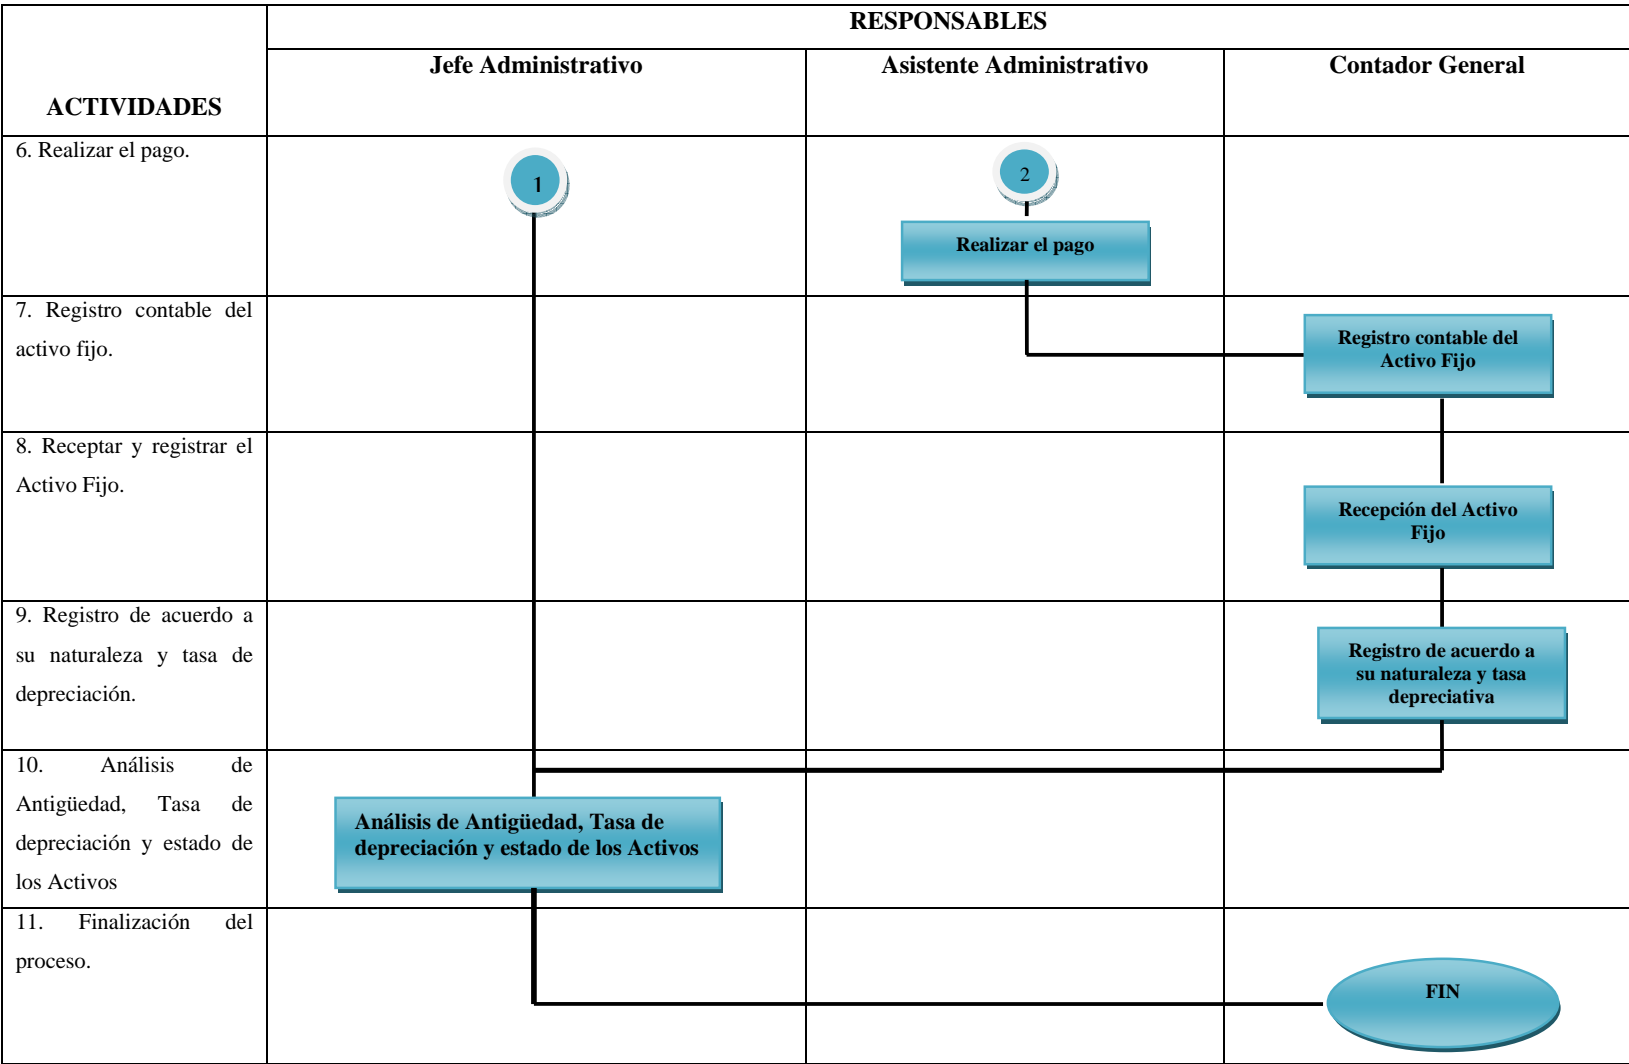 RESPONSABLES
ACTIVIDADES
Jefe Administrativo
Asistente Administrativo
Contador General
6. Realizar el pago.
1
2
Realizar el pago
7. Registro contable del
activo fijo.
Registro contable del
Activo Fijo
8. Receptar y registrar el
Activo Fijo.
Recepción del Activo
Fijo
9. Registro de acuerdo a
su naturaleza y tasa de
depreciación.
Registro de acuerdo a
su naturaleza y tasa
depreciativa
10. Análisis de
Antigüedad, Tasa de
depreciación y estado de
los Activos
Análisis de Antigüedad, Tasa de
depreciación y estado de los Activos
11. Finalización del
proceso.
FIN